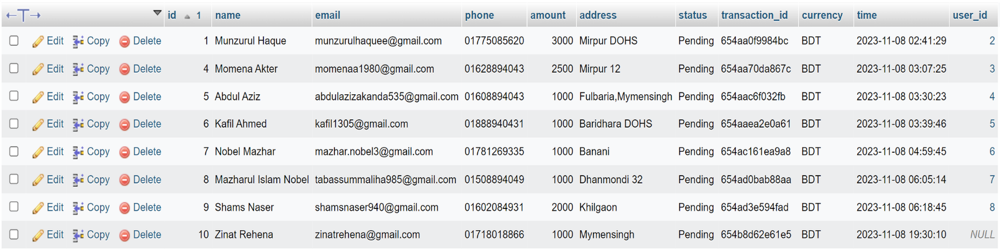 ←T→ id 1 name email phone amount address status transaction_id currency time user_id
Edit Copy Delete 1 Munzurul Haque munzurulhaquee@gmail.com 01775085620 3000 Mirpur DOHS Pending 654aa0f9984bc BDT 2023-11-08 02:41:29 2
Edit Copy Delete 4 Momena Akter momenaa1980@gmail.com 01628894043 2500 Mirpur 12 Pending 654aa70da867c BDT 2023-11-08 03:07:25 3
Edit Copy Delete 5 Abdul Aziz abdulazizakanda535@gmail.com 01608894043 1000 Fulbaria,Mymensingh Pending 654aac6f032fb BDT 2023-11-08 03:30:23 4
Edit Copy Delete 6 Kafil Ahmed kafil1305@gmail.com 01888940431 1000 Baridhara DOHS Pending 654aaea2e0a61 BDT 2023-11-08 03:39:46 5
Edit Copy Delete 7 Nobel Mazhar mazhar.nobel3@gmail.com 01781269335 1000 Banani Pending 654ac161ea9a8 BDT 2023-11-08 04:59:45 6
Edit Copy Delete 8 Mazharul Islam Nobel tabassummaliha985@gmail.com 01508894049 1000 Dhanmondi 32 Pending 654ad0bab88aa BDT 2023-11-08 06:05:14 7
Edit Copy Delete 9 Shams Naser shamsnaser940@gmail.com 01602084931 2000 Khilgaon Pending 654ad3e594fad BDT 2023-11-08 06:18:45 8
Edit Copy Delete 10 Zinat Rehena zinatrehena@gmail.com 01718018866 1000 Mymensingh Pending 654b8d62e61e5 BDT 2023-11-08 19:30:10 NULL